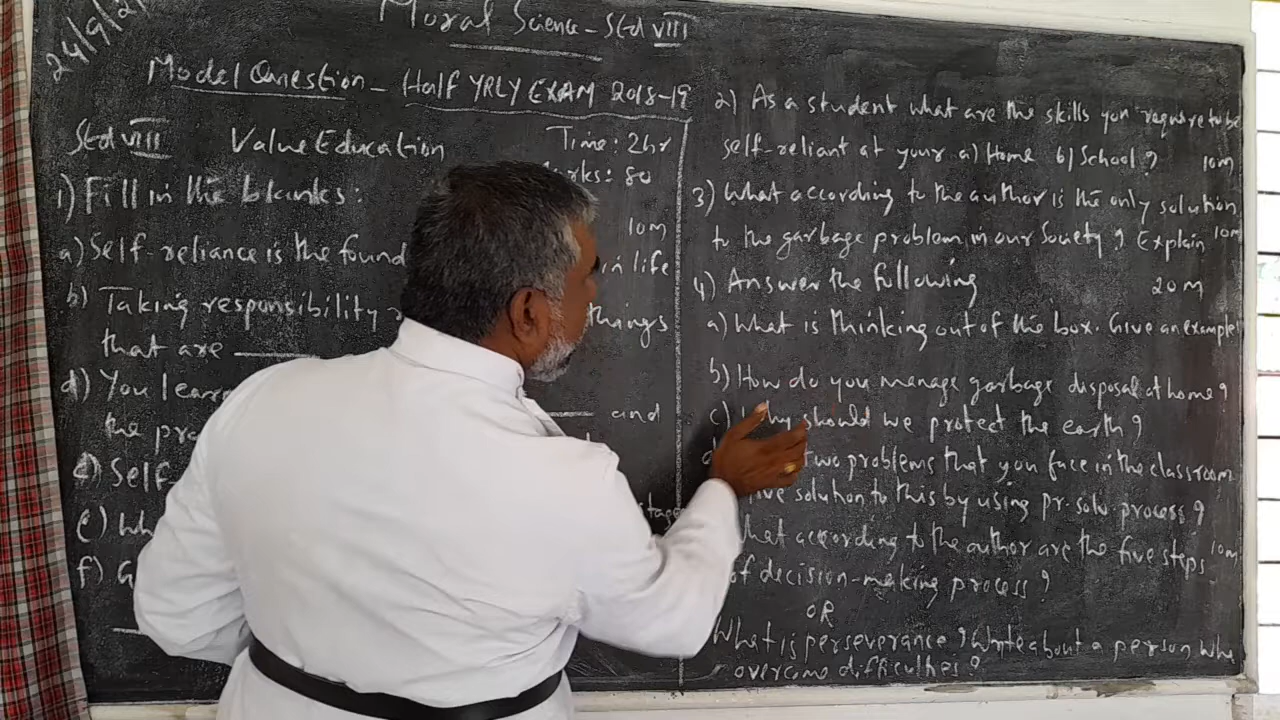 24/9/2
Moral Science - Std VIII
Model Question - Half YRLY EXAM 2018-19
Std VIII Value Education Time: 2hr
rks: 80
1) Fill in the blanks:
10m
a) Self-reliance is the found in life
b) Taking responsibility things
that are ______
d) You lear ______ and
the pr
Self-
stage
f) G
2) As a student what are the skills you require to be
self-reliant at your a) Home b) School? 10m
3) What according to the author is the only solution
to the garbage problem in our Society? Explain 10m
4) Answer the following 20m
a) What is thinking out of the box. Give an example
b) How do you manage garbage disposal at home?
c) Why should we protect the earth?
d) two problems that you face in the classroom
ive solution to this by using pr. solv. process?
hat according to the author are the five steps 10m
of decision-making process?
OR
What is perseverance? Write about a person who
overcome difficulties?